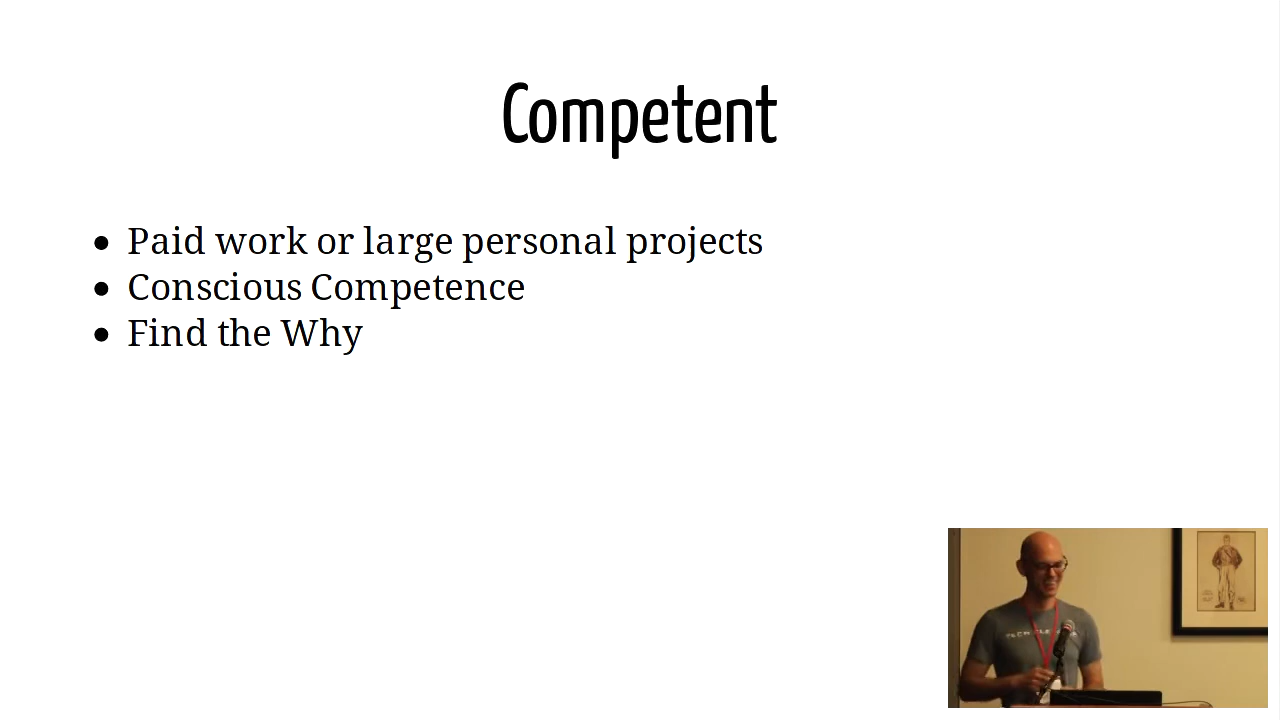 Competent
Paid work or large personal projects
Conscious Competence
Find the Why